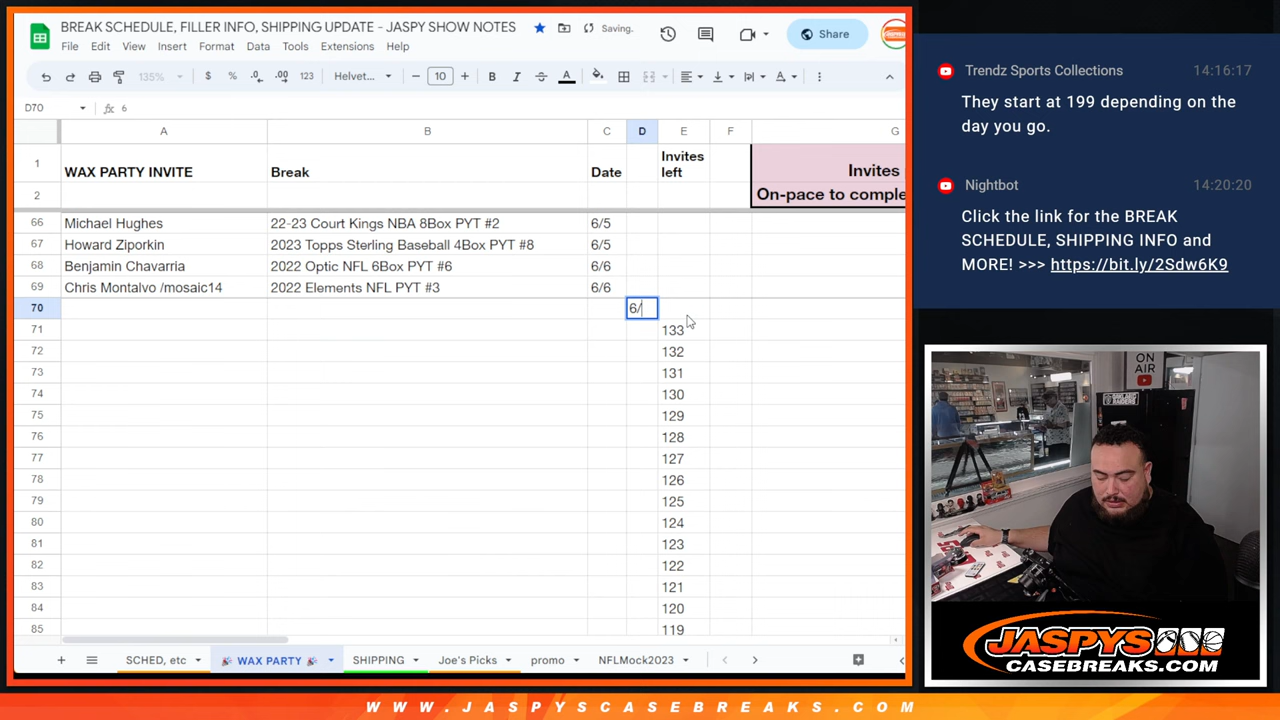 BREAK SCHEDULE, FILLER INFO, SHIPPING UPDATE - JASPY SHOW NOTES
Saving.
File Edit View Insert Format Data Tools Extensions Help
Share
135% $ % .0 .00 123 Helvet... 10 B I A
D70 fx 6
A B C D E F G
1 WAX PARTY INVITE Break Date Invites left Invites
2 On-pace to comple
66 Michael Hughes 22-23 Court Kings NBA 8Box PYT #2 6/5
67 Howard Ziporkin 2023 Topps Sterling Baseball 4Box PYT #8 6/5
68 Benjamin Chavarria 2022 Optic NFL 6Box PYT #6 6/6
69 Chris Montalvo /mosaic14 2022 Elements NFL PYT #3 6/6
70 6/
71 133
72 132
73 131
74 130
75 129
76 128
77 127
78 126
79 125
80 124
81 123
82 122
83 121
84 120
85 119
SCHED, etc WAX PARTY SHIPPING Joe's Picks promo NFLMock2023
Trendz Sports Collections 14:16:17
They start at 199 depending on the
day you go.
Nightbot 14:20:20
Click the link for the BREAK
SCHEDULE, SHIPPING INFO and
MORE! >>> https://bit.ly/2Sdw6K9
ON
AIR
JASPYS
CASEBREAKS.COM
WWW.JASPYSCASEBREAKS.COM